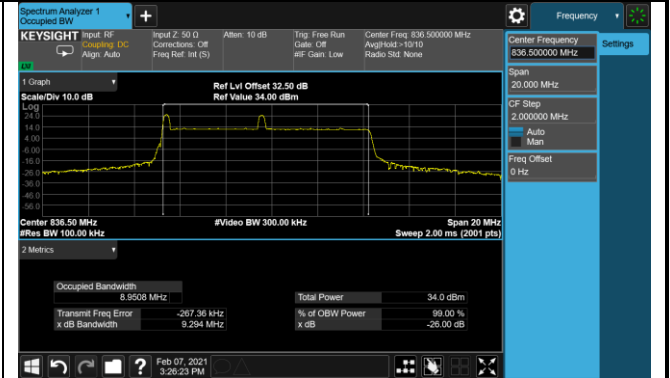 Spectrum Analyzer 1
Occupied BW
+
Frequency
KEYSIGHT
Input: RF
Coupling: DC
Align: Auto
Input Z: 50 Ω
Corrections: Off
Freq Ref: Int (S)
Atten: 10 dB
Trig: Free Run
Gate: Off
#IF Gain: Low
Center Freq: 836.500000 MHz
Avg|Hold:>10/10
Radio Std: None
Center Frequency
836.500000 MHz
Settings
Span
20.000 MHz
CF Step
2.000000 MHz
Auto
Man
Freq Offset
0 Hz
1 Graph
Scale/Div 10.0 dB
Ref Lvl Offset 32.50 dB
Ref Value 34.00 dBm
Log
24.0
14.0
4.00
-6.00
-16.0
-26.0
-36.0
-46.0
-56.0
Center 836.50 MHz
#Res BW 100.00 kHz
#Video BW 300.00 kHz
Span 20 MHz
Sweep 2.00 ms (2001 pts)
2 Metrics
Occupied Bandwidth
8.9508 MHz
Total Power
34.0 dBm
Transmit Freq Error
-267.36 kHz
% of OBW Power
99.00 %
x dB Bandwidth
9.294 MHz
x dB
-26.00 dB
?
Feb 07, 2021
3:26:23 PM